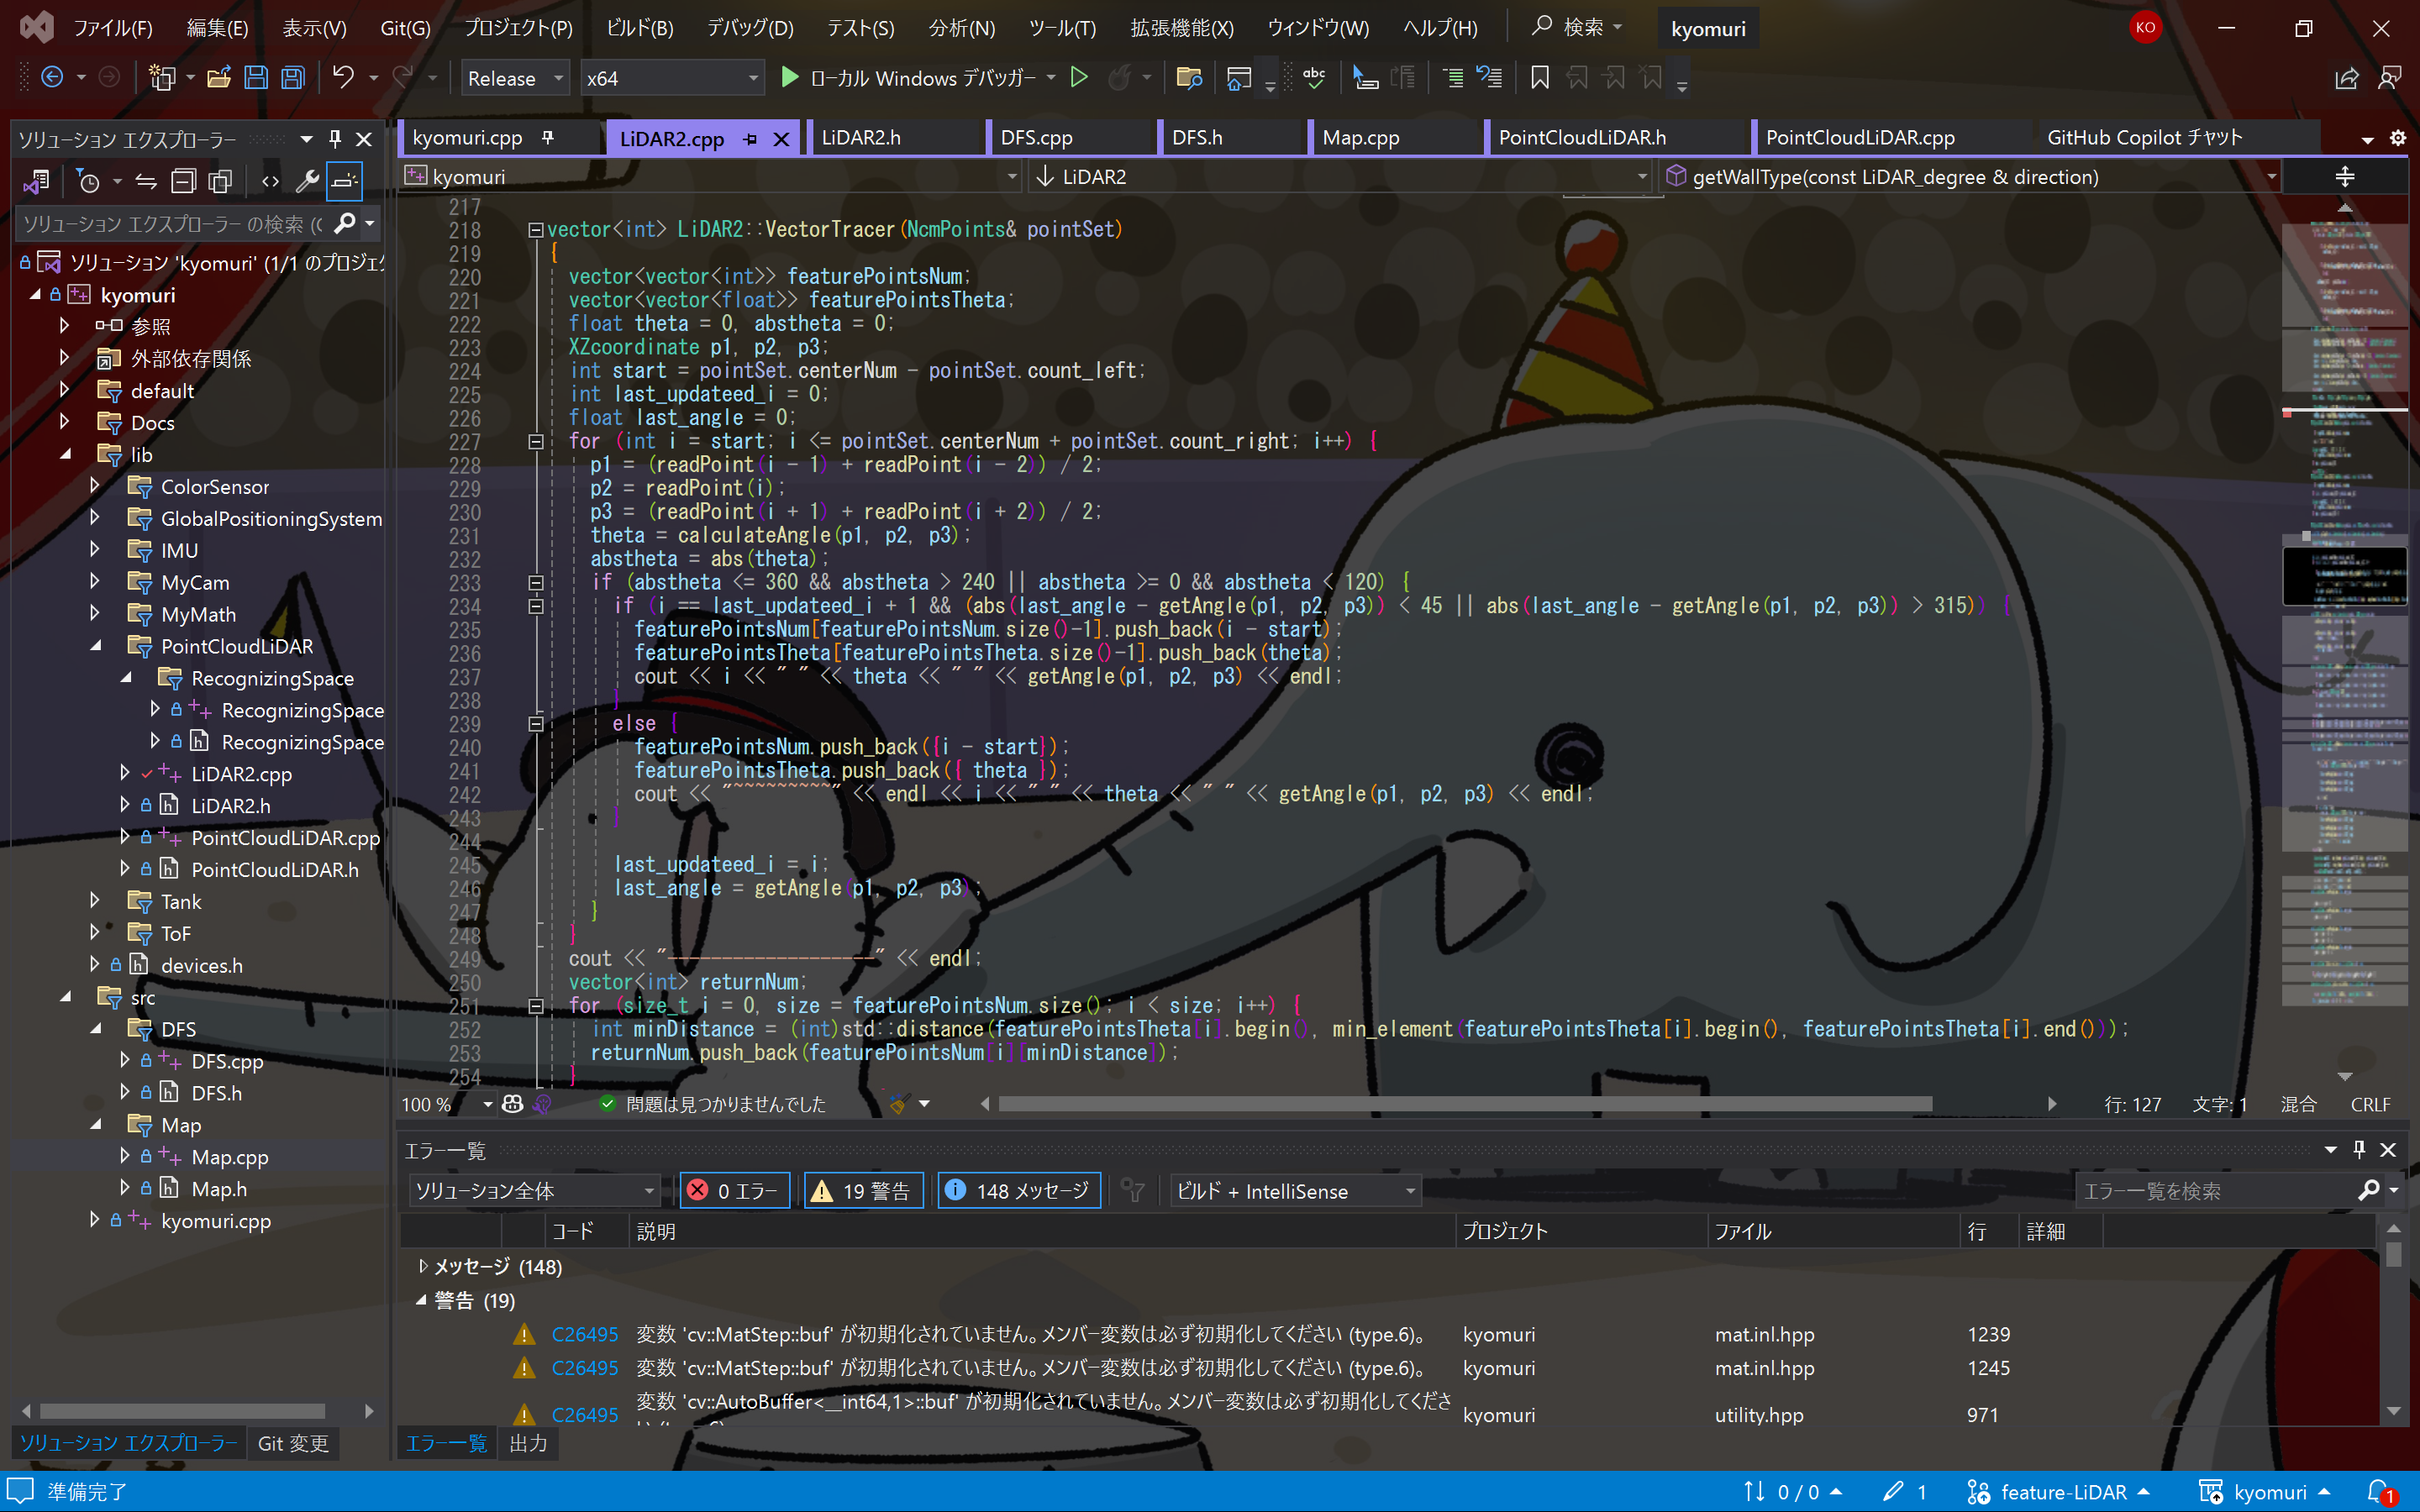 ファイル(F) 編集(E) 表示(V) Git(G) プロジェクト(P) ビルド(B) デバッグ(D) テスト(S) 分析(N) ツール(T) 拡張機能(X) ウィンドウ(W) ヘルプ(H) 検索 kyomuri KO
Release x64 ローカル Windows デバッガー
ソリューション エクスプローラー
ソリューション エクスプローラー の検索 (C
ソリューション 'kyomuri' (1/1 のプロジェク
kyomuri
参照
外部依存関係
default
Docs
lib
ColorSensor
GlobalPositioningSystem
IMU
MyCam
MyMath
PointCloudLiDAR
RecognizingSpace
RecognizingSpace
RecognizingSpace
LiDAR2.cpp
LiDAR2.h
PointCloudLiDAR.cpp
PointCloudLiDAR.h
Tank
ToF
devices.h
src
DFS
DFS.cpp
DFS.h
Map
Map.cpp
Map.h
kyomuri.cpp
ソリューション エクスプローラー Git 変更
kyomuri.cpp LiDAR2.cpp LiDAR2.h DFS.cpp DFS.h Map.cpp PointCloudLiDAR.h PointCloudLiDAR.cpp GitHub Copilot チャット
kyomuri LiDAR2 getWallType(const LiDAR_degree & direction)
217
218 vector<int> LiDAR2::VectorTracer(NcmPoints& pointSet)
219 {
220 vector<vector<int>> featurePointsNum;
221 vector<vector<float>> featurePointsTheta;
222 float theta = 0, abstheta = 0;
223 XZcoordinate p1, p2, p3;
224 int start = pointSet.centerNum - pointSet.count_left;
225 int last_updateed_i = 0;
226 float last_angle = 0;
227 for (int i = start; i <= pointSet.centerNum + pointSet.count_right; i++) {
228 p1 = (readPoint(i - 1) + readPoint(i - 2)) / 2;
229 p2 = readPoint(i);
230 p3 = (readPoint(i + 1) + readPoint(i + 2)) / 2;
231 theta = calculateAngle(p1, p2, p3);
232 abstheta = abs(theta);
233 if (abstheta <= 360 && abstheta > 240 || abstheta >= 0 && abstheta < 120) {
234 if (i == last_updateed_i + 1 && (abs(last_angle - getAngle(p1, p2, p3)) < 45 || abs(last_angle - getAngle(p1, p2, p3)) > 315)) {
235 featurePointsNum[featurePointsNum.size()-1].push_back(i - start);
236 featurePointsTheta[featurePointsTheta.size()-1].push_back(theta);
237 cout << i << " " << theta << " " << getAngle(p1, p2, p3) << endl;
238 }
239 else {
240 featurePointsNum.push_back({i - start});
241 featurePointsTheta.push_back({ theta });
242 cout << "~~~~~~~~~" << endl << i << " " << theta << " " << getAngle(p1, p2, p3) << endl;
243 }
244
245 last_updateed_i = i;
246 last_angle = getAngle(p1, p2, p3);
247 }
248 }
249 cout << "-------------------" << endl;
250 vector<int> returnNum;
251 for (size_t i = 0, size = featurePointsNum.size(); i < size; i++) {
252 int minDistance = (int)std::distance(featurePointsTheta[i].begin(), min_element(featurePointsTheta[i].begin(), featurePointsTheta[i].end()));
253 returnNum.push_back(featurePointsNum[i][minDistance]);
254 }
100 % 問題は見つかりませんでした 行: 127 文字: 1 混合 CRLF
エラー一覧
ソリューション全体 0 エラー 19 警告 148 メッセージ ビルド + IntelliSense エラー一覧を検索
コード 説明 プロジェクト ファイル 行 詳細
メッセージ (148)
警告 (19)
C26495 変数 'cv::MatStep::buf' が初期化されていません。メンバー変数は必ず初期化してください (type.6)。 kyomuri mat.inl.hpp 1239
C26495 変数 'cv::MatStep::buf' が初期化されていません。メンバー変数は必ず初期化してください (type.6)。 kyomuri mat.inl.hpp 1245
C26495 変数 'cv::AutoBuffer<__int64,1>::buf' が初期化されていません。メンバー変数は必ず初期化してくださ kyomuri utility.hpp 971
エラー一覧 出力
準備完了 0 / 0 1 feature-LiDAR kyomuri 1